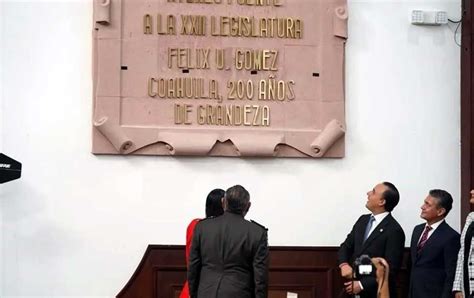 A LA XXII LEGISLATURA
FELIX U. GOMEZ
COAHUILA, 200 AÑOS
DE GRANDEZA